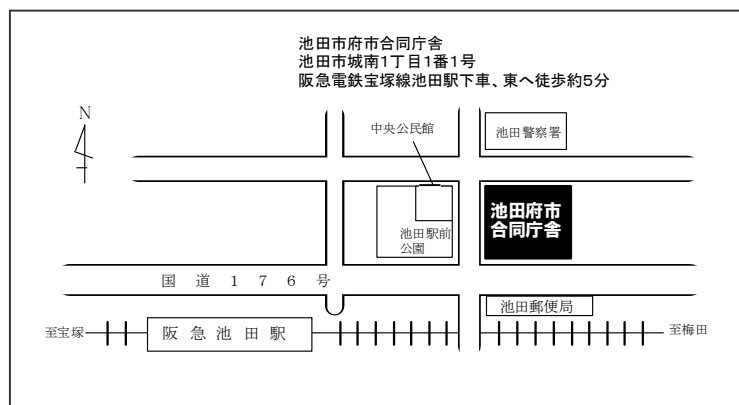 池田市府市合同庁舎
池田市城南1丁目1番1号
阪急電鉄宝塚線池田駅下車、東へ徒歩約5分
N
中央公民館
池田警察署
池田府市
合同庁舎
池田駅前
公園
国道176号
池田郵便局
至宝塚
阪急池田駅
至梅田